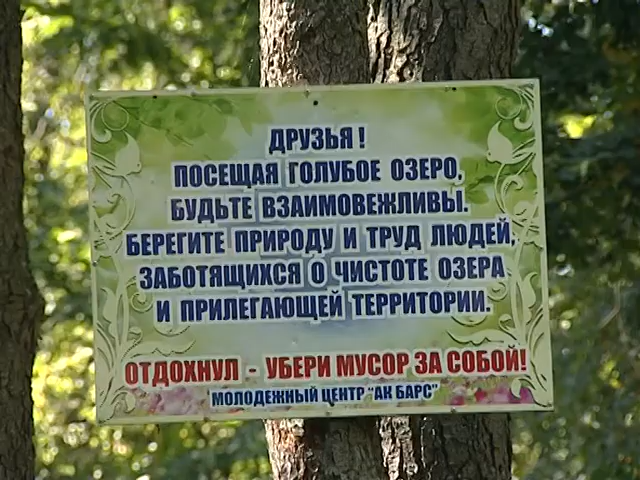 ДРУЗЬЯ!
ПОСЕЩАЯ ГОЛУБОЕ ОЗЕРО,
БУДЬТЕ ВЗАИМОВЕЖЛИВЫ.
БЕРЕГИТЕ ПРИРОДУ И ТРУД ЛЮДЕЙ,
ЗАБОТЯЩИХСЯ О ЧИСТОТЕ ОЗЕРА
И ПРИЛЕГАЮЩЕЙ ТЕРРИТОРИИ.
ОТДОХНУЛ - УБЕРИ МУСОР ЗА СОБОЙ!
МОЛОДЕЖНЫЙ ЦЕНТР "АК БАРС"